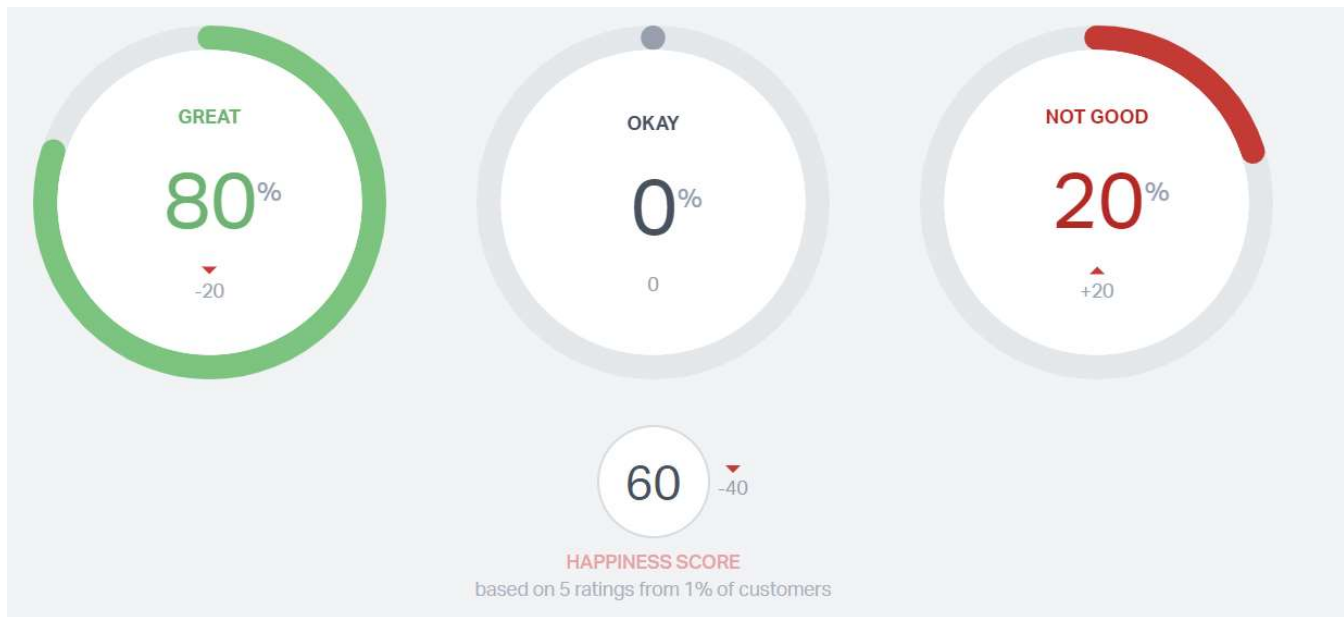 GREAT
80%
-20
OKAY
0%
0
NOT GOOD
20%
+20
60
-40
HAPPINESS SCORE
based on 5 ratings from 1% of customers